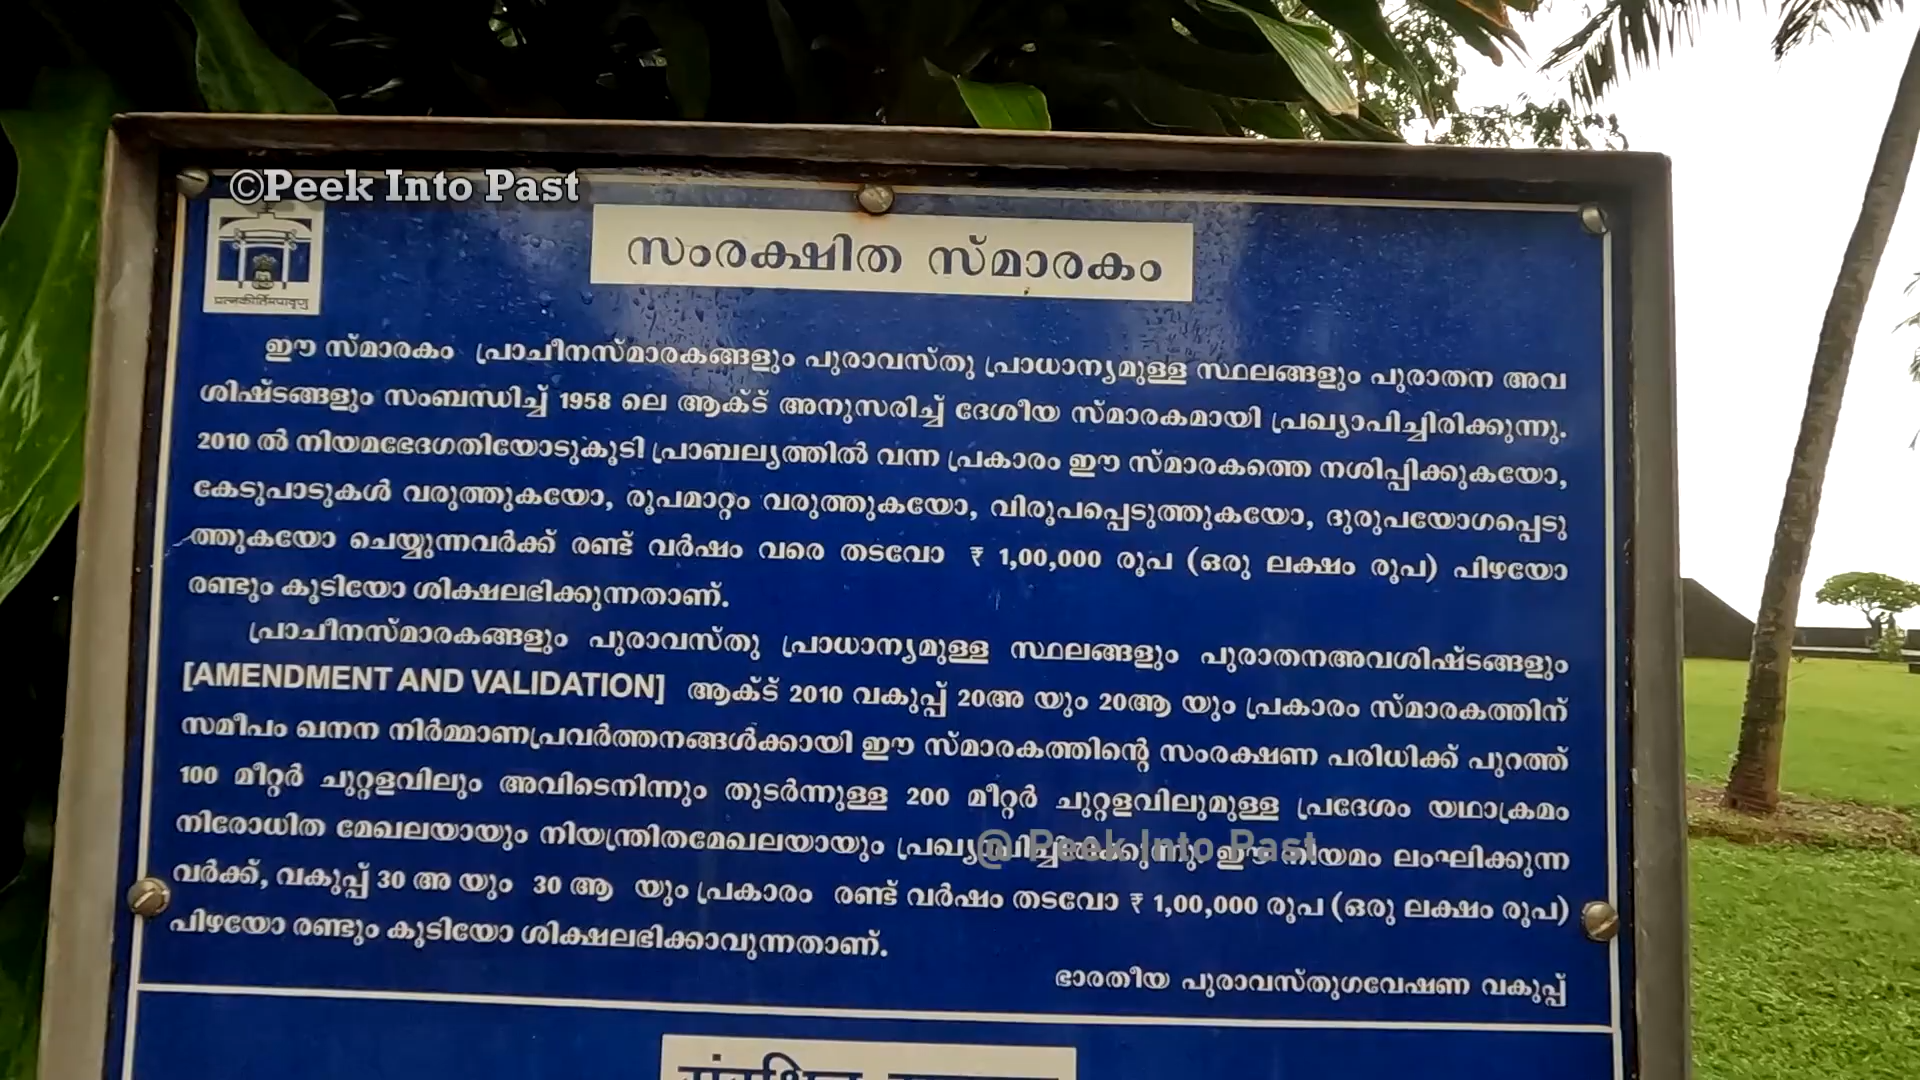 ©Peek Into Past
प्रत्नकीर्तिमपावृणु
സംരക്ഷിത സ്മാരകം
ഈ സ്മാരകം പ്രാചീനസ്മാരകങ്ങളും പുരാവസ്തു പ്രാധാന്യമുള്ള സ്ഥലങ്ങളും പുരാതന അവ
ശിഷ്ടങ്ങളും സംബന്ധിച്ച് 1958 ലെ ആക്ട് അനുസരിച്ച് ദേശീയ സ്മാരകമായി പ്രഖ്യാപിച്ചിരിക്കുന്നു.
2010 ൽ നിയമഭേദഗതിയോടുകൂടി പ്രാബല്യത്തിൽ വന്ന പ്രകാരം ഈ സ്മാരകത്തെ നശിപ്പിക്കുകയോ,
കേടുപാടുകൾ വരുത്തുകയോ, രൂപമാറ്റം വരുത്തുകയോ, വിരൂപപ്പെടുത്തുകയോ, ദുരുപയോഗപ്പെടു
ത്തുകയോ ചെയ്യുന്നവർക്ക് രണ്ട് വർഷം വരെ തടവോ ₹ 1,00,000 രൂപ (ഒരു ലക്ഷം രൂപ) പിഴയോ
രണ്ടും കൂടിയോ ശിക്ഷലഭിക്കുന്നതാണ്.
പ്രാചീനസ്മാരകങ്ങളും പുരാവസ്തു പ്രാധാന്യമുള്ള സ്ഥലങ്ങളും പുരാതനഅവശിഷ്ടങ്ങളും
[AMENDMENT AND VALIDATION] ആക്ട് 2010 വകുപ്പ് 20അ യും 20ആ യും പ്രകാരം സ്മാരകത്തിന്
സമീപം ഖനന നിർമ്മാണപ്രവർത്തനങ്ങൾക്കായി ഈ സ്മാരകത്തിന്റെ സംരക്ഷണ പരിധിക്ക് പുറത്ത്
100 മീറ്റർ ചുറ്റളവിലും അവിടെനിന്നും തുടർന്നുള്ള 200 മീറ്റർ ചുറ്റളവിലുമുള്ള പ്രദേശം യഥാക്രമം
നിരോധിത മേഖലയായും നിയന്ത്രിതമേഖലയായും പ്രഖ്യാപിച്ചിരിക്കുന്നു. ഈ നിയമം ലംഘിക്കുന്ന
@ Peek Into Past
വർക്ക്, വകുപ്പ് 30 അ യും 30 ആ യും പ്രകാരം രണ്ട് വർഷം തടവോ ₹ 1,00,000 രൂപ (ഒരു ലക്ഷം രൂപ)
പിഴയോ രണ്ടും കൂടിയോ ശിക്ഷലഭിക്കാവുന്നതാണ്.
ഭാരതീയ പുരാവസ്തുഗവേഷണ വകുപ്പ്